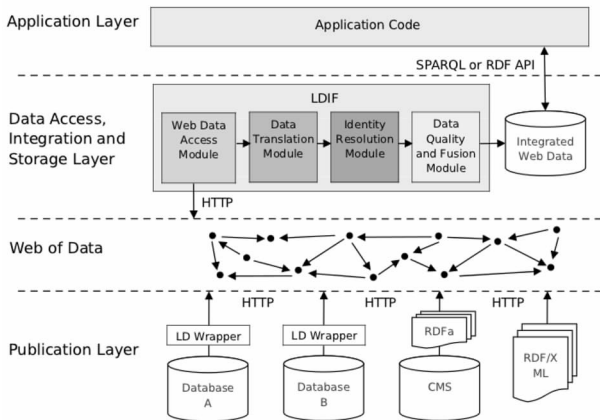 Application Layer
Application Code
SPARQL or RDF API
Data Access,
Integration and
Storage Layer
LDIF
Web Data
Access
Module
Data
Translation
Module
Identity
Resolution
Module
Data
Quality
and Fusion
Module
Integrated
Web Data
HTTP
Web of Data
HTTP
HTTP
HTTP
Publication Layer
LD Wrapper
Database
A
LD Wrapper
Database
B
RDFa
CMS
RDF/X
ML